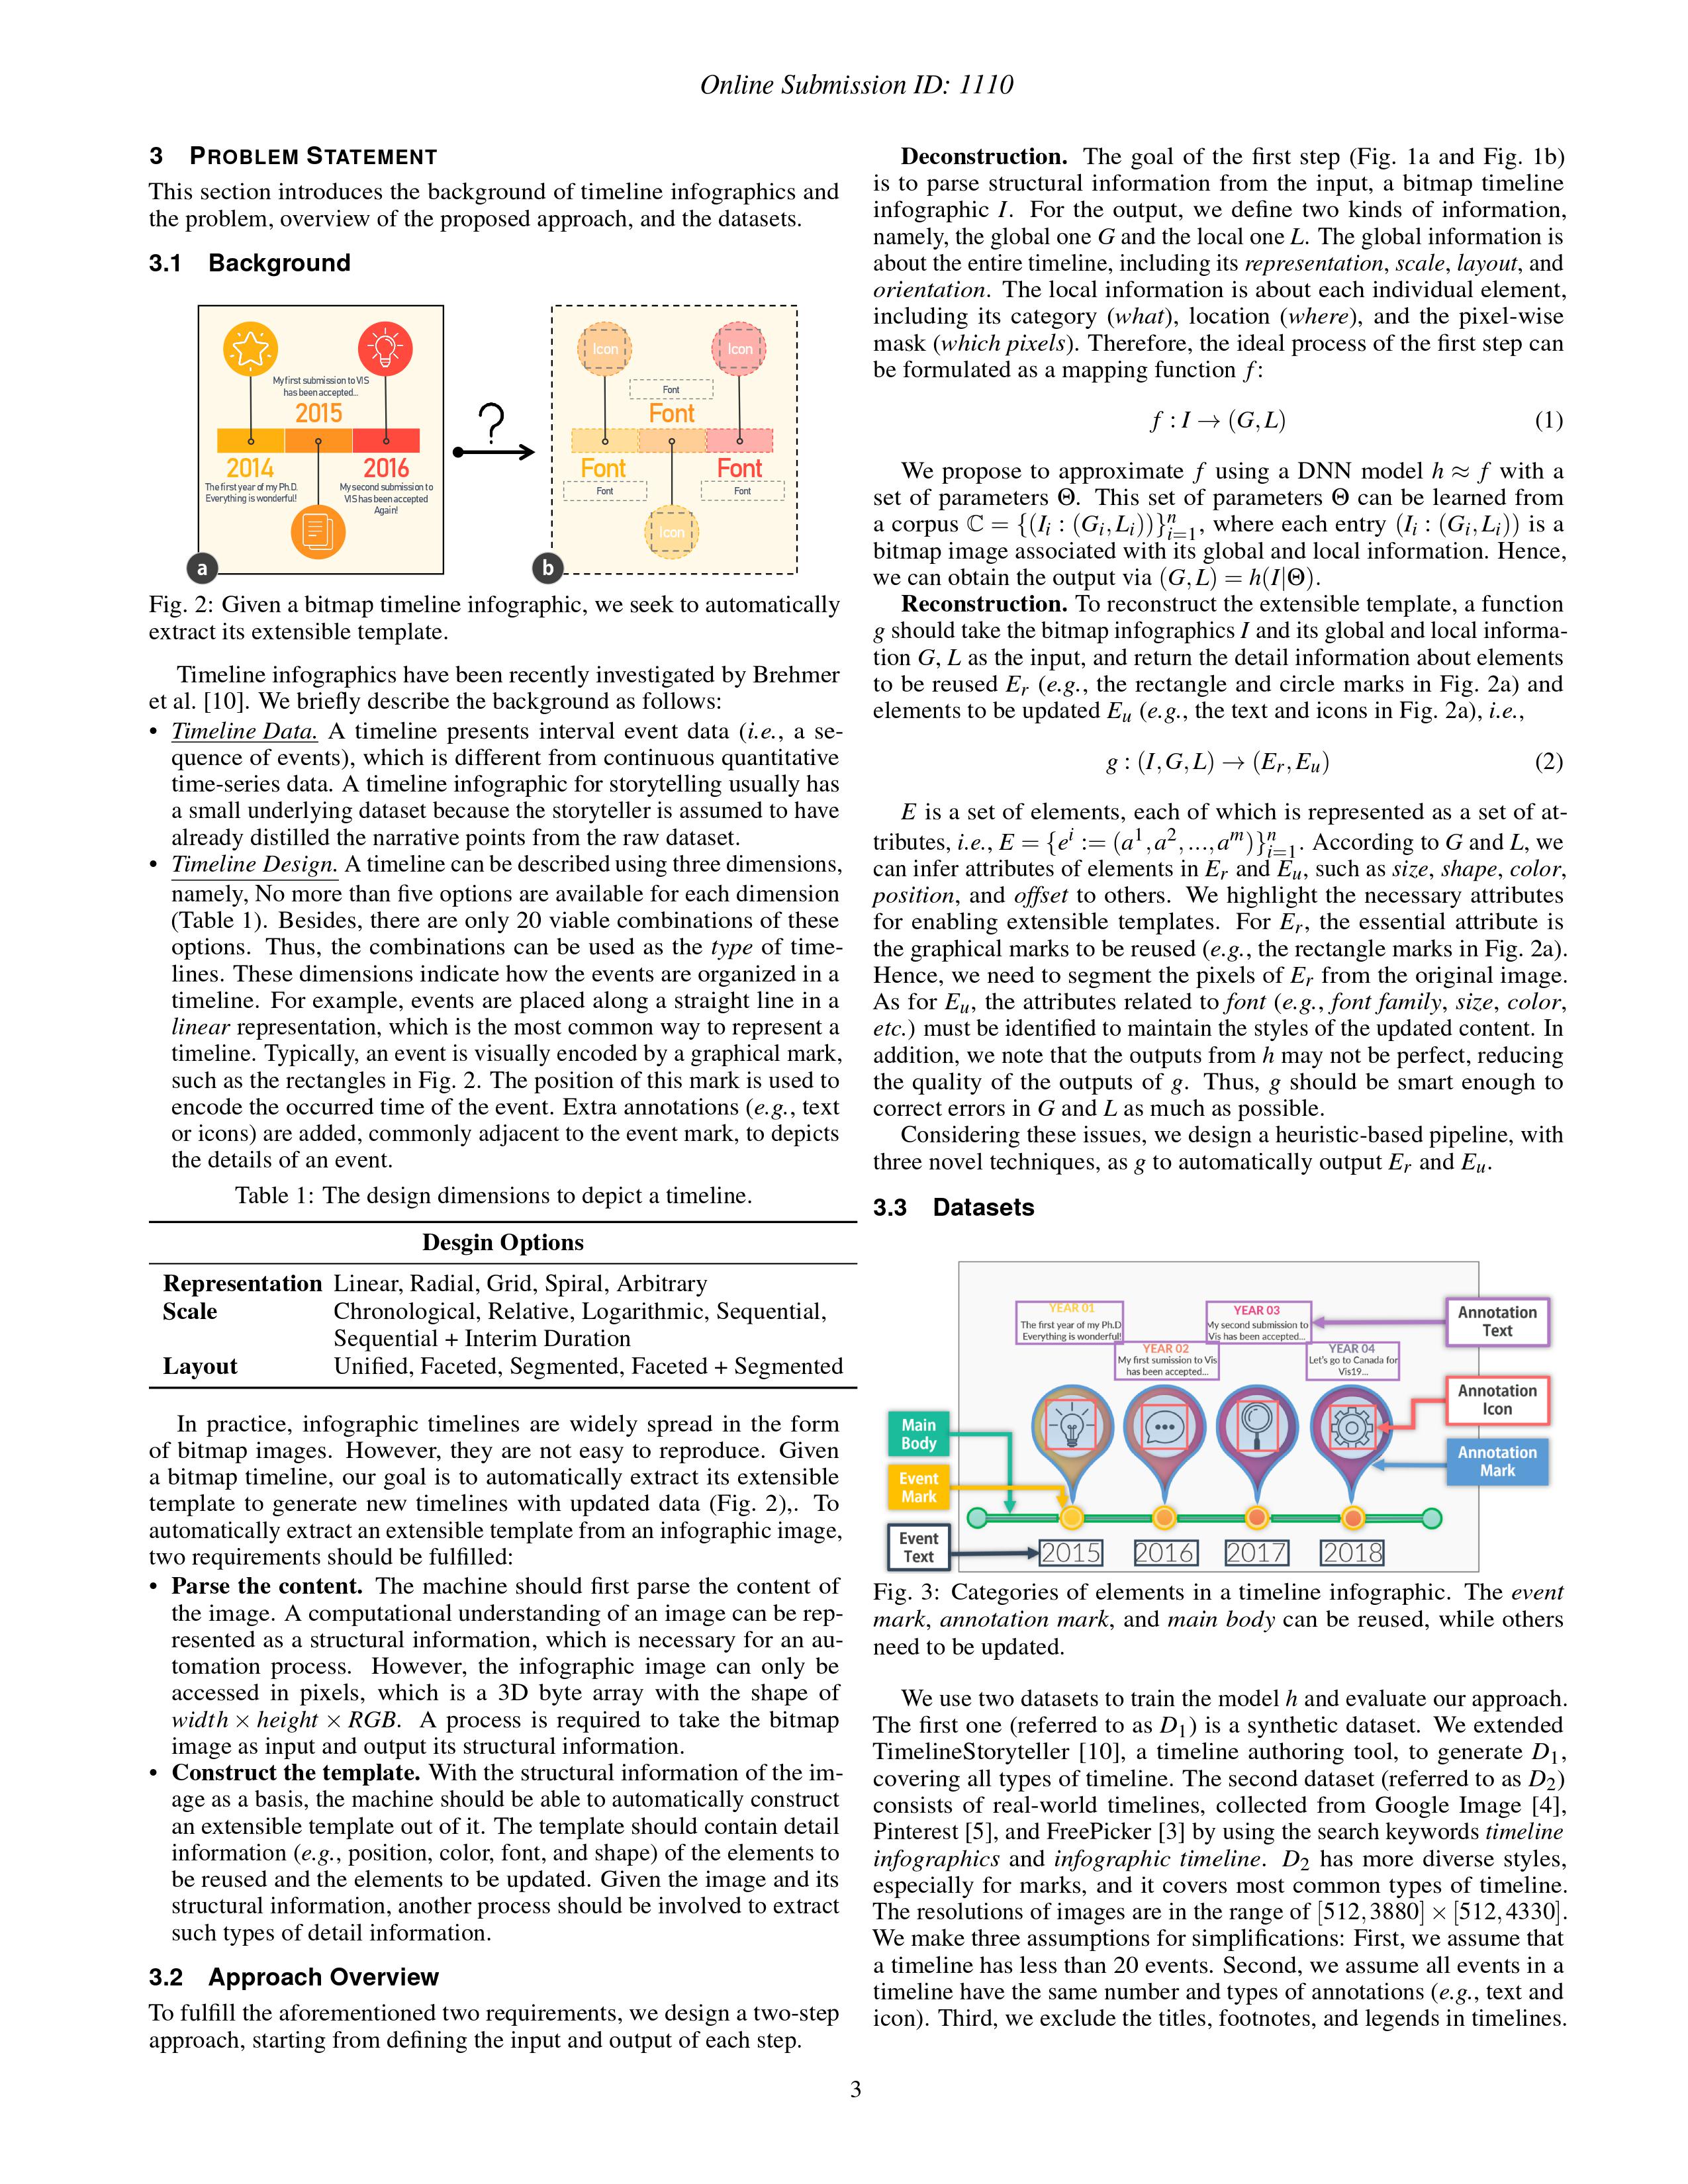 Online Submission ID: 1110
3 PROBLEM STATEMENT
This section introduces the background of timeline infographics and
the problem, overview of the proposed approach, and the datasets.
3.1 Background
My first submission to VIS
has been accepted...
2015
2014
The first year of my Ph.D.
Everything is wonderful!
2016
My second submission to
VIS has been accepted
Again!
a
?
Icon
Icon
Font
Font
Font
Font
Font
Font
Icon
b
Fig. 2: Given a bitmap timeline infographic, we seek to automatically
extract its extensible template.
Timeline infographics have been recently investigated by Brehmer
et al. [10]. We briefly describe the background as follows:
• Timeline Data. A timeline presents interval event data (i.e., a se-
quence of events), which is different from continuous quantitative
time-series data. A timeline infographic for storytelling usually has
a small underlying dataset because the storyteller is assumed to have
already distilled the narrative points from the raw dataset.
• Timeline Design. A timeline can be described using three dimensions,
namely, No more than five options are available for each dimension
(Table 1). Besides, there are only 20 viable combinations of these
options. Thus, the combinations can be used as the type of time-
lines. These dimensions indicate how the events are organized in a
timeline. For example, events are placed along a straight line in a
linear representation, which is the most common way to represent a
timeline. Typically, an event is visually encoded by a graphical mark,
such as the rectangles in Fig. 2. The position of this mark is used to
encode the occurred time of the event. Extra annotations (e.g., text
or icons) are added, commonly adjacent to the event mark, to depicts
the details of an event.
Table 1: The design dimensions to depict a timeline.
Desgin Options
Representation Linear, Radial, Grid, Spiral, Arbitrary
Scale Chronological, Relative, Logarithmic, Sequential,
Sequential + Interim Duration
Layout Unified, Faceted, Segmented, Faceted + Segmented
In practice, infographic timelines are widely spread in the form
of bitmap images. However, they are not easy to reproduce. Given
a bitmap timeline, our goal is to automatically extract its extensible
template to generate new timelines with updated data (Fig. 2),. To
automatically extract an extensible template from an infographic image,
two requirements should be fulfilled:
• Parse the content. The machine should first parse the content of
the image. A computational understanding of an image can be rep-
resented as a structural information, which is necessary for an au-
tomation process. However, the infographic image can only be
accessed in pixels, which is a 3D byte array with the shape of
width × height × RGB. A process is required to take the bitmap
image as input and output its structural information.
• Construct the template. With the structural information of the im-
age as a basis, the machine should be able to automatically construct
an extensible template out of it. The template should contain detail
information (e.g., position, color, font, and shape) of the elements to
be reused and the elements to be updated. Given the image and its
structural information, another process should be involved to extract
such types of detail information.
3.2 Approach Overview
To fulfill the aforementioned two requirements, we design a two-step
approach, starting from defining the input and output of each step.
Deconstruction. The goal of the first step (Fig. 1a and Fig. 1b)
is to parse structural information from the input, a bitmap timeline
infographic I. For the output, we define two kinds of information,
namely, the global one G and the local one L. The global information is
about the entire timeline, including its representation, scale, layout, and
orientation. The local information is about each individual element,
including its category (what), location (where), and the pixel-wise
mask (which pixels). Therefore, the ideal process of the first step can
be formulated as a mapping function f:
f : I → (G, L) (1)
We propose to approximate f using a DNN model h ≈ f with a
set of parameters Θ. This set of parameters Θ can be learned from
a corpus ℂ = {(Iᵢ : (Gᵢ, Lᵢ))}ⁿᵢ₌₁, where each entry (Iᵢ : (Gᵢ, Lᵢ)) is a
bitmap image associated with its global and local information. Hence,
we can obtain the output via (G, L) = h(I|Θ).
Reconstruction. To reconstruct the extensible template, a function
g should take the bitmap infographics I and its global and local informa-
tion G, L as the input, and return the detail information about elements
to be reused Eᵣ (e.g., the rectangle and circle marks in Fig. 2a) and
elements to be updated Eᵤ (e.g., the text and icons in Fig. 2a), i.e.,
g : (I, G, L) → (Eᵣ, Eᵤ) (2)
E is a set of elements, each of which is represented as a set of at-
tributes, i.e., E = {eⁱ := (a¹, a², ..., aᵐ)}ⁿᵢ₌₁. According to G and L, we
can infer attributes of elements in Eᵣ and Eᵤ, such as size, shape, color,
position, and offset to others. We highlight the necessary attributes
for enabling extensible templates. For Eᵣ, the essential attribute is
the graphical marks to be reused (e.g., the rectangle marks in Fig. 2a).
Hence, we need to segment the pixels of Eᵣ from the original image.
As for Eᵤ, the attributes related to font (e.g., font family, size, color,
etc.) must be identified to maintain the styles of the updated content. In
addition, we note that the outputs from h may not be perfect, reducing
the quality of the outputs of g. Thus, g should be smart enough to
correct errors in G and L as much as possible.
Considering these issues, we design a heuristic-based pipeline, with
three novel techniques, as g to automatically output Eᵣ and Eᵤ.
3.3 Datasets
YEAR 01
The first year of my Ph.D
Everything is wonderful!
YEAR 02
My first sumission to Vis
has been accepted...
YEAR 03
My second submission to
Vis has been accepted...
YEAR 04
Let's go to Canada for
Vis19...
Annotation
Text
Annotation
Icon
Annotation
Mark
Main
Body
Event
Mark
Event
Text
2015 2016 2017 2018
Fig. 3: Categories of elements in a timeline infographic. The event
mark, annotation mark, and main body can be reused, while others
need to be updated.
We use two datasets to train the model h and evaluate our approach.
The first one (referred to as D₁) is a synthetic dataset. We extended
TimelineStoryteller [10], a timeline authoring tool, to generate D₁,
covering all types of timeline. The second dataset (referred to as D₂)
consists of real-world timelines, collected from Google Image [4],
Pinterest [5], and FreePicker [3] by using the search keywords timeline
infographics and infographic timeline. D₂ has more diverse styles,
especially for marks, and it covers most common types of timeline.
The resolutions of images are in the range of [512, 3880] × [512, 4330].
We make three assumptions for simplifications: First, we assume that
a timeline has less than 20 events. Second, we assume all events in a
timeline have the same number and types of annotations (e.g., text and
icon). Third, we exclude the titles, footnotes, and legends in timelines.
3